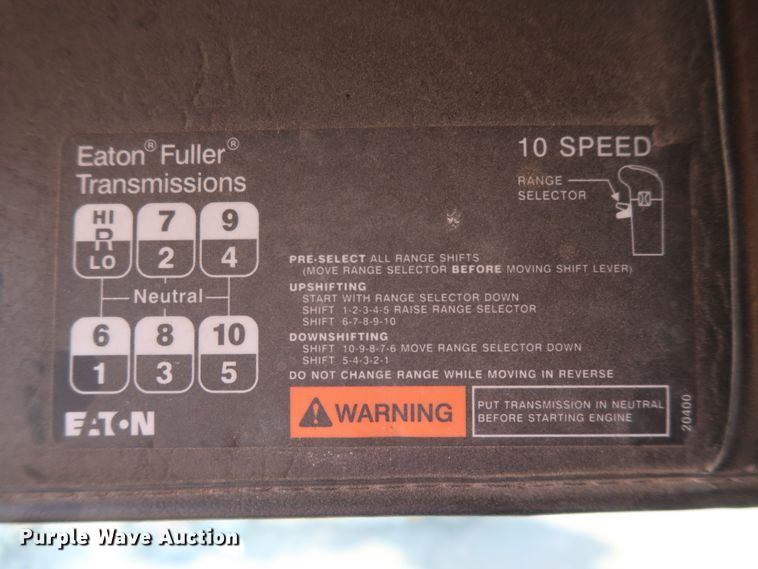 Eaton® Fuller®
Transmissions
10 SPEED
RANGE
SELECTOR
HI
R
LO
7
2
9
4
Neutral
6
1
8
3
10
5
EATON
PRE-SELECT ALL RANGE SHIFTS
(MOVE RANGE SELECTOR BEFORE MOVING SHIFT LEVER)
UPSHIFTING
START WITH RANGE SELECTOR DOWN
SHIFT 1-2-3-4-5 RAISE RANGE SELECTOR
SHIFT 6-7-8-9-10
DOWNSHIFTING
SHIFT 10-9-8-7-6 MOVE RANGE SELECTOR DOWN
SHIFT 5-4-3-2-1
DO NOT CHANGE RANGE WHILE MOVING IN REVERSE
WARNING
PUT TRANSMISSION IN NEUTRAL
BEFORE STARTING ENGINE
20400
Purple Wave Auction